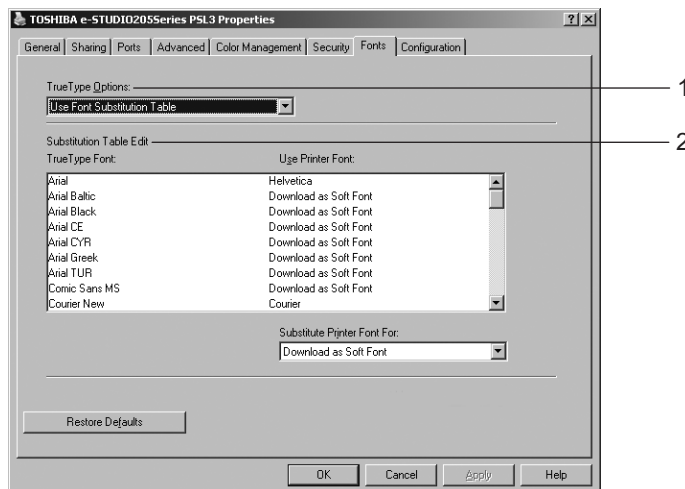 TOSHIBA e-STUDIO205Series PSL3 Properties
General Sharing Ports Advanced Color Management Security Fonts Configuration
TrueType Options: 1
Use Font Substitution Table
Substitution Table Edit 2
TrueType Font: Use Printer Font:
Arial Helvetica
Arial Baltic Download as Soft Font
Arial Black Download as Soft Font
Arial CE Download as Soft Font
Arial CYR Download as Soft Font
Arial Greek Download as Soft Font
Arial TUR Download as Soft Font
Comic Sans MS Download as Soft Font
Courier New Courier
Substitute Printer Font For:
Download as Soft Font
Restore Defaults
OK Cancel Apply Help